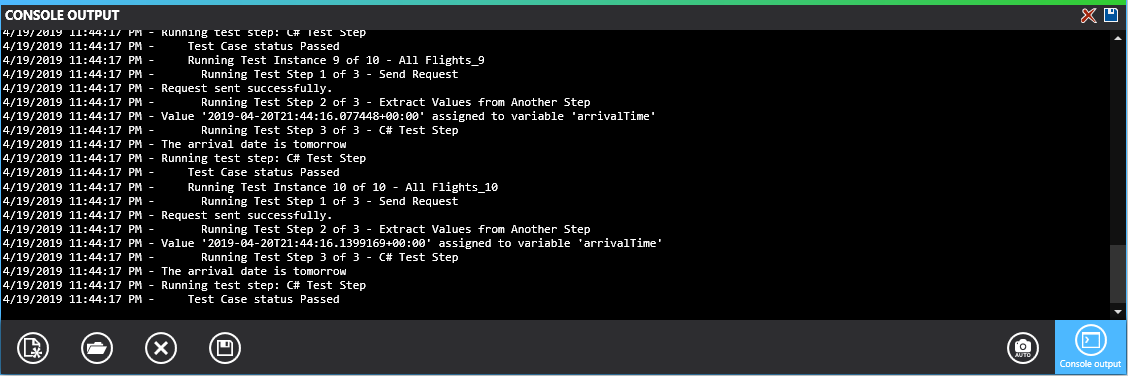 CONSOLE OUTPUT
4/19/2019 11:44:17 PM - Running test step: C# Test Step
4/19/2019 11:44:17 PM -     Test Case status Passed
4/19/2019 11:44:17 PM -     Running Test Instance 9 of 10 - All Flights_9
4/19/2019 11:44:17 PM -       Running Test Step 1 of 3 - Send Request
4/19/2019 11:44:17 PM - Request sent successfully.
4/19/2019 11:44:17 PM -       Running Test Step 2 of 3 - Extract Values from Another Step
4/19/2019 11:44:17 PM - Value '2019-04-20T21:44:16.077448+00:00' assigned to variable 'arrivalTime'
4/19/2019 11:44:17 PM -       Running Test Step 3 of 3 - C# Test Step
4/19/2019 11:44:17 PM - The arrival date is tomorrow
4/19/2019 11:44:17 PM - Running test step: C# Test Step
4/19/2019 11:44:17 PM -     Test Case status Passed
4/19/2019 11:44:17 PM -     Running Test Instance 10 of 10 - All Flights_10
4/19/2019 11:44:17 PM -       Running Test Step 1 of 3 - Send Request
4/19/2019 11:44:17 PM - Request sent successfully.
4/19/2019 11:44:17 PM -       Running Test Step 2 of 3 - Extract Values from Another Step
4/19/2019 11:44:17 PM - Value '2019-04-20T21:44:16.1399169+00:00' assigned to variable 'arrivalTime'
4/19/2019 11:44:17 PM -       Running Test Step 3 of 3 - C# Test Step
4/19/2019 11:44:17 PM - The arrival date is tomorrow
4/19/2019 11:44:17 PM - Running test step: C# Test Step
4/19/2019 11:44:17 PM -     Test Case status Passed
AUTO
Console output